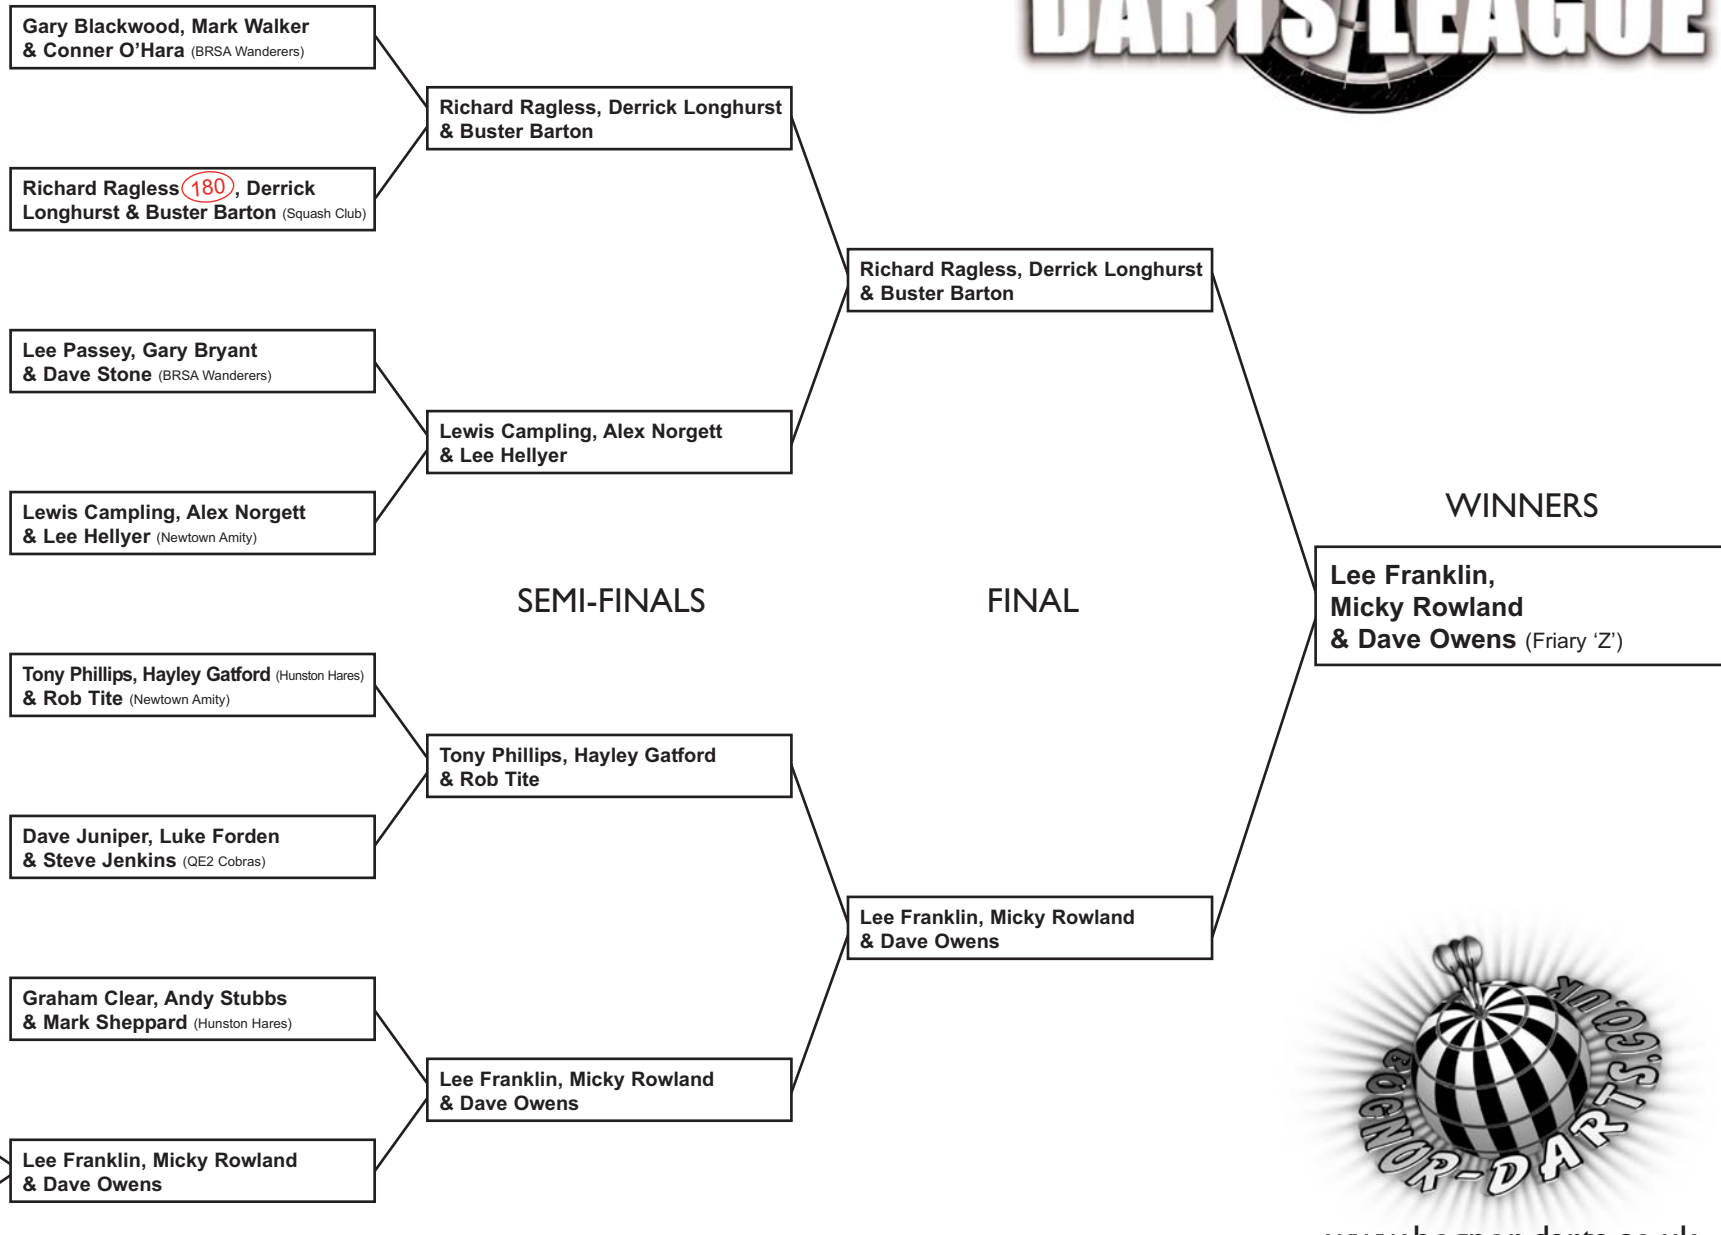 DARTS LEAGUE
Gary Blackwood, Mark Walker
& Conner O’Hara (BRSA Wanderers)
Richard Ragless 180, Derrick
Longhurst & Buster Barton (Squash Club)
Lee Passey, Gary Bryant
& Dave Stone (BRSA Wanderers)
Lewis Campling, Alex Norgett
& Lee Hellyer (Newtown Amity)
Tony Phillips, Hayley Gatford (Hunston Hares)
& Rob Tite (Newtown Amity)
Dave Juniper, Luke Forden
& Steve Jenkins (QE2 Cobras)
Graham Clear, Andy Stubbs
& Mark Sheppard (Hunston Hares)
Lee Franklin, Micky Rowland
& Dave Owens
Richard Ragless, Derrick Longhurst
& Buster Barton
Lewis Campling, Alex Norgett
& Lee Hellyer
SEMI-FINALS
Tony Phillips, Hayley Gatford
& Rob Tite
Lee Franklin, Micky Rowland
& Dave Owens
Richard Ragless, Derrick Longhurst
& Buster Barton
FINAL
Lee Franklin, Micky Rowland
& Dave Owens
WINNERS
Lee Franklin,
Micky Rowland
& Dave Owens (Friary ‘Z’)
BOGNOR-DARTS.CO.UK
www.bognor-darts.co.uk